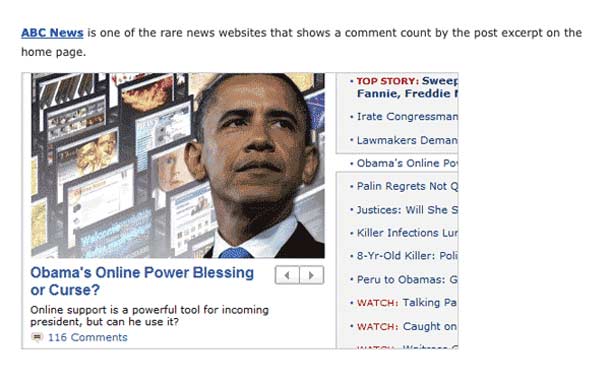 ABC News is one of the rare news websites that shows a comment count by the post excerpt on the
home page.
Obama's Online Power Blessing
or Curse?
Online support is a powerful tool for incoming
president, but can he use it?
116 Comments
• TOP STORY: Sweep
Fannie, Freddie
• Irate Congressman
• Lawmakers Deman
• Obama's Online Po
• Palin Regrets Not
• Justices: Will She S
• Killer Infections Lur
• 8-Yr-Old Killer: Poli
• Peru to Obamas: G
• WATCH: Talking Pa
• WATCH: Caught on